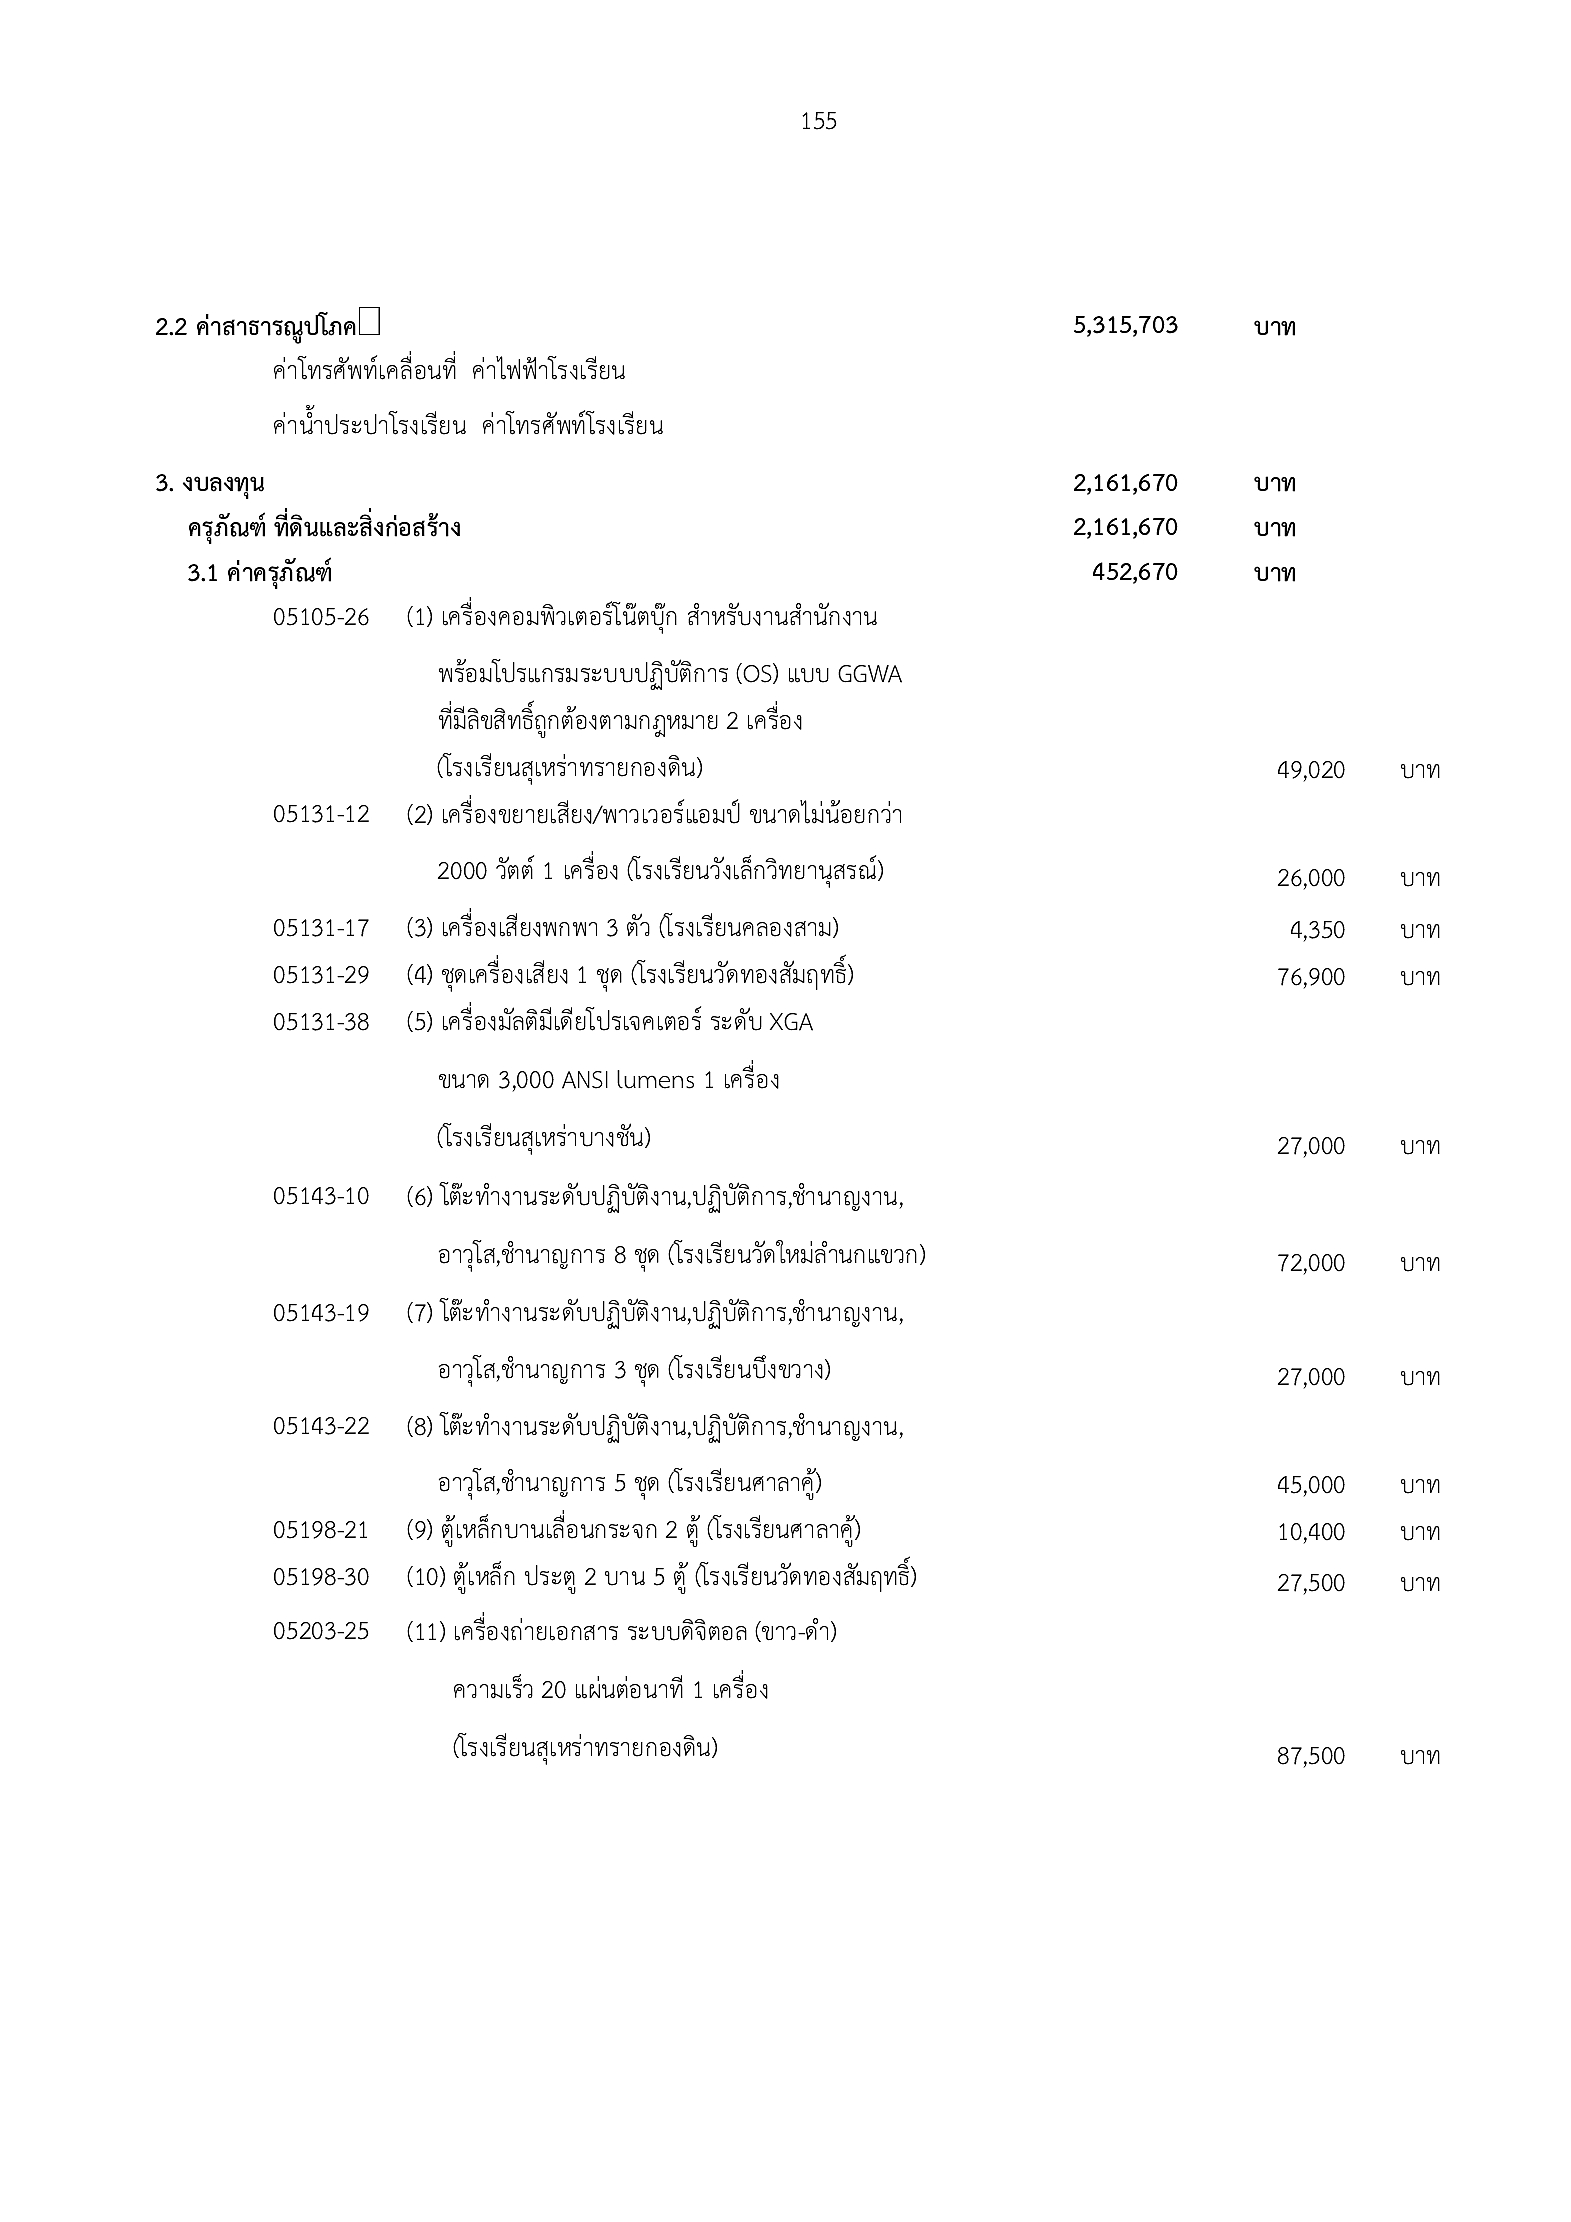 155
2.2 ค่าสาธารณูปโภค 5,315,703 บาท
ค่าโทรศัพท์เคลื่อนที่ ค่าไฟฟ้าโรงเรียน
ค่าน้ำประปาโรงเรียน ค่าโทรศัพท์โรงเรียน
3. งบลงทุน 2,161,670 บาท
ครุภัณฑ์ ที่ดินและสิ่งก่อสร้าง 2,161,670 บาท
3.1 ค่าครุภัณฑ์ 452,670 บาท
05105-26 (1) เครื่องคอมพิวเตอร์โน๊ตบุ๊ก สำหรับงานสำนักงาน
พร้อมโปรแกรมระบบปฏิบัติการ (OS) แบบ GGWA
ที่มีลิขสิทธิ์ถูกต้องตามกฎหมาย 2 เครื่อง
(โรงเรียนสุเหร่าทรายกองดิน) 49,020 บาท
05131-12 (2) เครื่องขยายเสียง/พาวเวอร์แอมป์ ขนาดไม่น้อยกว่า
2000 วัตต์ 1 เครื่อง (โรงเรียนวังเล็กวิทยานุสรณ์) 26,000 บาท
05131-17 (3) เครื่องเสียงพกพา 3 ตัว (โรงเรียนคลองสาม) 4,350 บาท
05131-29 (4) ชุดเครื่องเสียง 1 ชุด (โรงเรียนวัดทองสัมฤทธิ์) 76,900 บาท
05131-38 (5) เครื่องมัลติมีเดียโปรเจคเตอร์ ระดับ XGA
ขนาด 3,000 ANSI lumens 1 เครื่อง
(โรงเรียนสุเหร่าบางชัน) 27,000 บาท
05143-10 (6) โต๊ะทำงานระดับปฏิบัติงาน,ปฏิบัติการ,ชำนาญงาน,
อาวุโส,ชำนาญการ 8 ชุด (โรงเรียนวัดใหม่ลำนกแขวก) 72,000 บาท
05143-19 (7) โต๊ะทำงานระดับปฏิบัติงาน,ปฏิบัติการ,ชำนาญงาน,
อาวุโส,ชำนาญการ 3 ชุด (โรงเรียนบึงขวาง) 27,000 บาท
05143-22 (8) โต๊ะทำงานระดับปฏิบัติงาน,ปฏิบัติการ,ชำนาญงาน,
อาวุโส,ชำนาญการ 5 ชุด (โรงเรียนศาลาคู้) 45,000 บาท
05198-21 (9) ตู้เหล็กบานเลื่อนกระจก 2 ตู้ (โรงเรียนศาลาคู้) 10,400 บาท
05198-30 (10) ตู้เหล็ก ประตู 2 บาน 5 ตู้ (โรงเรียนวัดทองสัมฤทธิ์) 27,500 บาท
05203-25 (11) เครื่องถ่ายเอกสาร ระบบดิจิตอล (ขาว-ดำ)
ความเร็ว 20 แผ่นต่อนาที 1 เครื่อง
(โรงเรียนสุเหร่าทรายกองดิน) 87,500 บาท